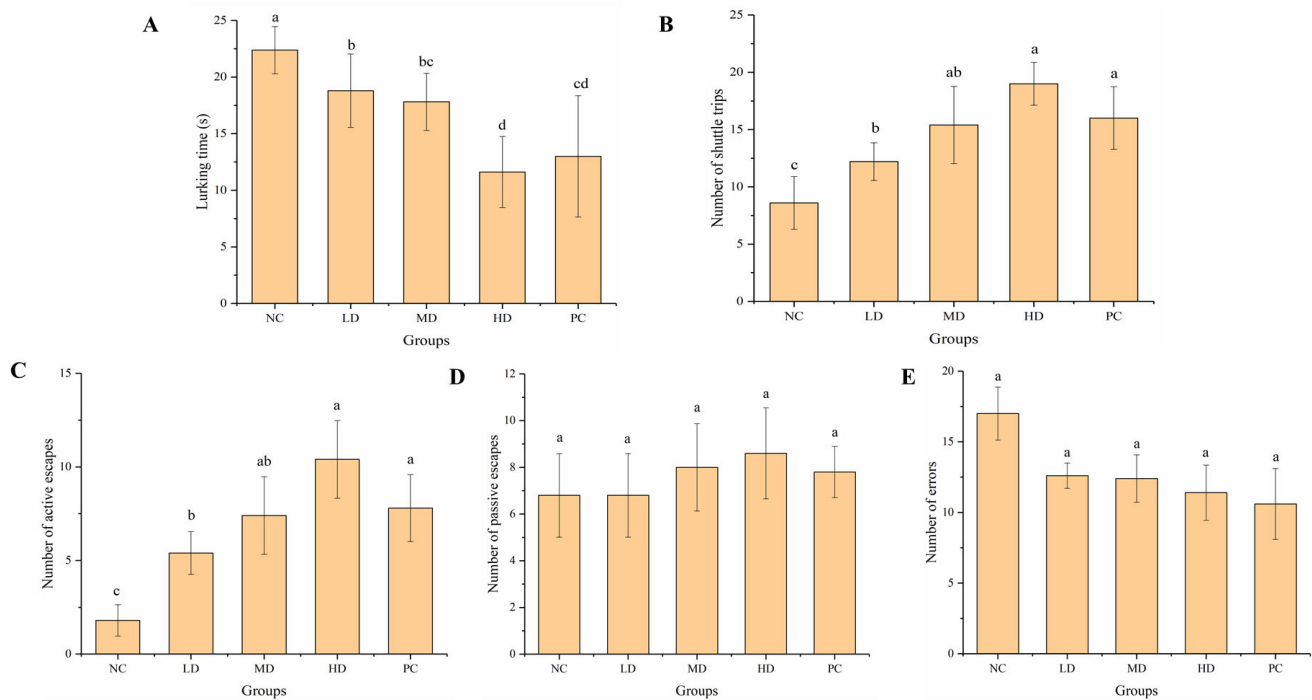 A
Lurking time (s)
25
20
15
10
5
0
a
b
bc
d
cd
NC LD MD HD PC
Groups
B
Number of shuttle trips
25
20
15
10
5
0
c
b
ab
a
a
NC LD MD HD PC
Groups
C
Number of active escapes
15
10
5
0
c
b
ab
a
a
NC LD MD HD PC
Groups
D
Number of passive escapes
12
10
8
6
4
2
0
a
a
a
a
a
NC LD MD HD PC
Groups
E
Number of errors
20
15
10
5
0
a
a
a
a
a
NC LD MD HD PC
Groups